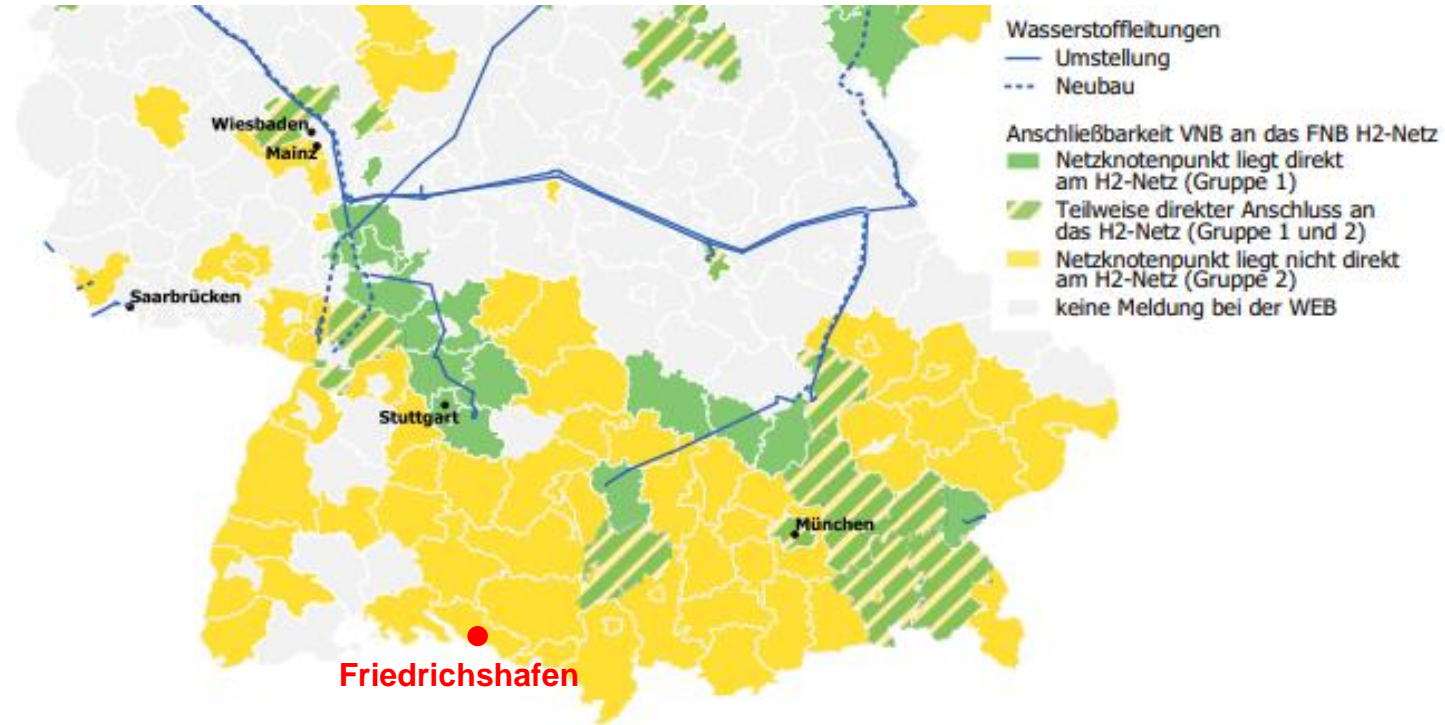 Wasserstoffleitungen
Umstellung
Neubau
Anschließbarkeit VNB an das FNB H2-Netz
Netzknotenpunkt liegt direkt
am H2-Netz (Gruppe 1)
Teilweise direkter Anschluss an
das H2-Netz (Gruppe 1 und 2)
Netzknotenpunkt liegt nicht direkt
am H2-Netz (Gruppe 2)
keine Meldung bei der WEB
Wiesbaden
Mainz
Saarbrücken
Stuttgart
München
Friedrichshafen